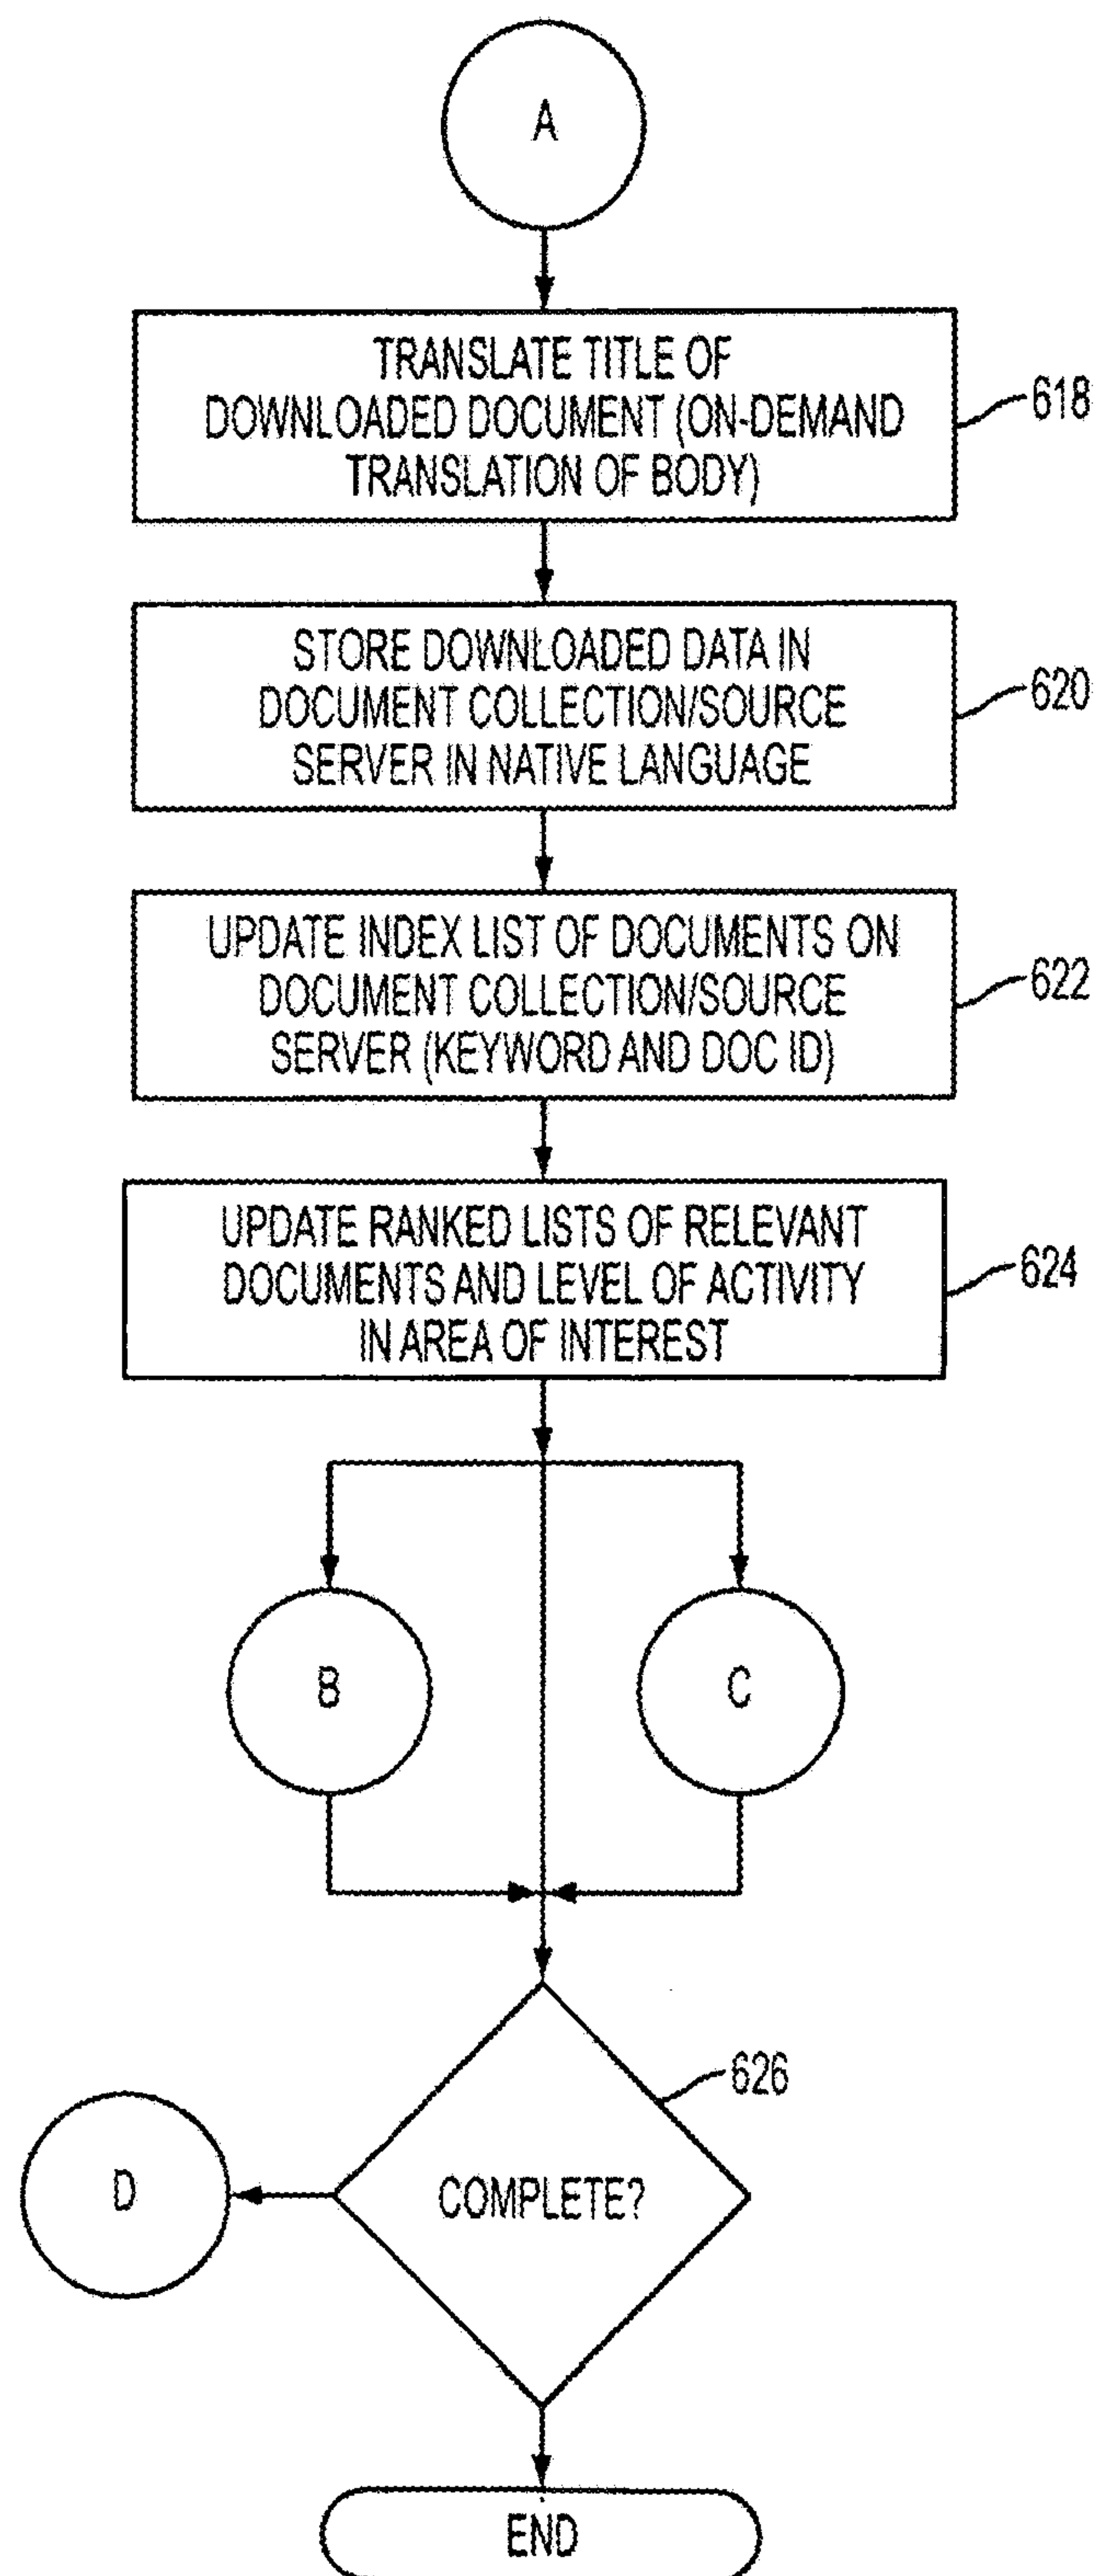 A
TRANSLATE TITLE OF
DOWNLOADED DOCUMENT (ON-DEMAND
TRANSLATION OF BODY)
618
STORE DOWNLOADED DATA IN
DOCUMENT COLLECTION/SOURCE
SERVER IN NATIVE LANGUAGE
620
UPDATE INDEX LIST OF DOCUMENTS ON
DOCUMENT COLLECTION/SOURCE
SERVER (KEYWORD AND DOC ID)
622
UPDATE RANKED LISTS OF RELEVANT
DOCUMENTS AND LEVEL OF ACTIVITY
IN AREA OF INTEREST
624
B
C
626
D
COMPLETE?
END